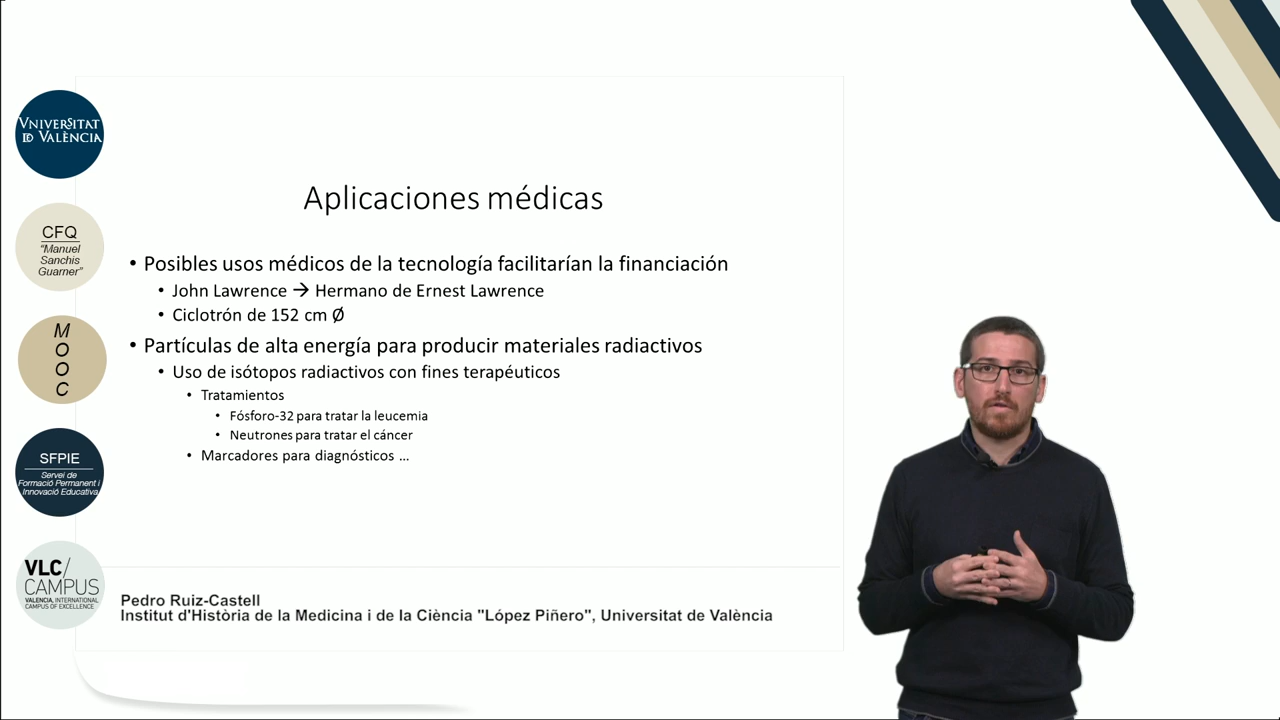 VNIVERSITAT
ID VALÈNCIA
CFQ
"Manuel
Sanchis
Guarner"
M
O
O
C
SFPIE
Servei de
Formació Permanent i
Innovació Educativa
VLC/
CAMPUS
VALENCIA, INTERNATIONAL
CAMPUS OF EXCELLENCE
Aplicaciones médicas
• Posibles usos médicos de la tecnología facilitarían la financiación
• John Lawrence → Hermano de Ernest Lawrence
• Ciclotrón de 152 cm Ø
• Partículas de alta energía para producir materiales radiactivos
• Uso de isótopos radiactivos con fines terapéuticos
• Tratamientos
• Fósforo-32 para tratar la leucemia
• Neutrones para tratar el cáncer
• Marcadores para diagnósticos ...
Pedro Ruiz-Castell
Institut d'Història de la Medicina i de la Ciència "López Piñero", Universitat de València